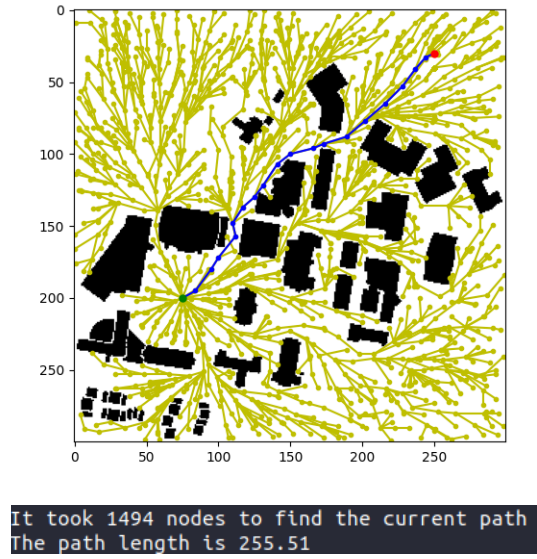 0
50
100
150
200
250
0 50 100 150 200 250
It took 1494 nodes to find the current path
The path length is 255.51